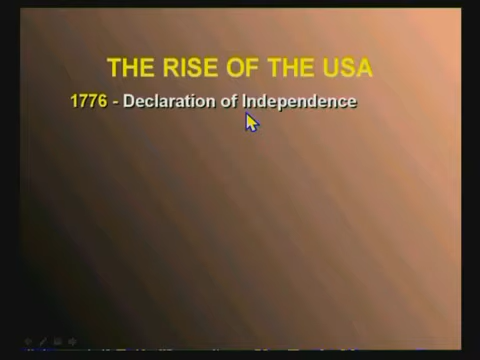 THE RISE OF THE USA
1776 - Declaration of Independence